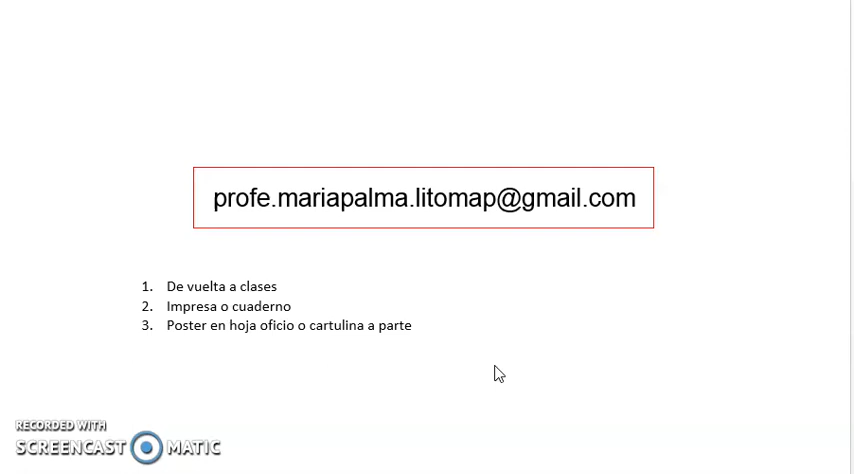 profe.mariapalma.litomap@gmail.com
1. De vuelta a clases
2. Impresa o cuaderno
3. Poster en hoja oficio o cartulina a parte
RECORDED WITH
SCREENCAST MATIC